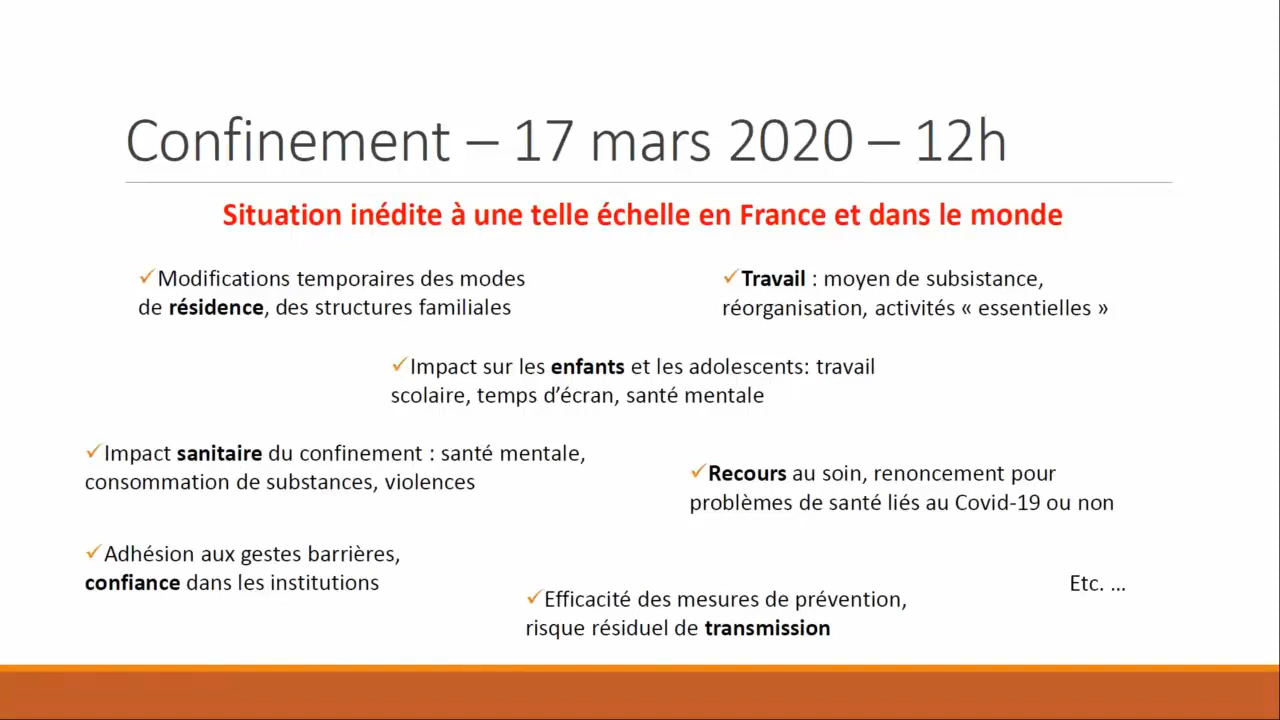 Confinement – 17 mars 2020 – 12h
Situation inédite à une telle échelle en France et dans le monde
✓Modifications temporaires des modes
de résidence, des structures familiales
✓Travail : moyen de subsistance,
réorganisation, activités « essentielles »
✓Impact sur les enfants et les adolescents: travail
scolaire, temps d’écran, santé mentale
✓Impact sanitaire du confinement : santé mentale,
consommation de substances, violences
✓Recours au soin, renoncement pour
problèmes de santé liés au Covid-19 ou non
✓Adhésion aux gestes barrières,
confiance dans les institutions
✓Efficacité des mesures de prévention,
risque résiduel de transmission
Etc. ...